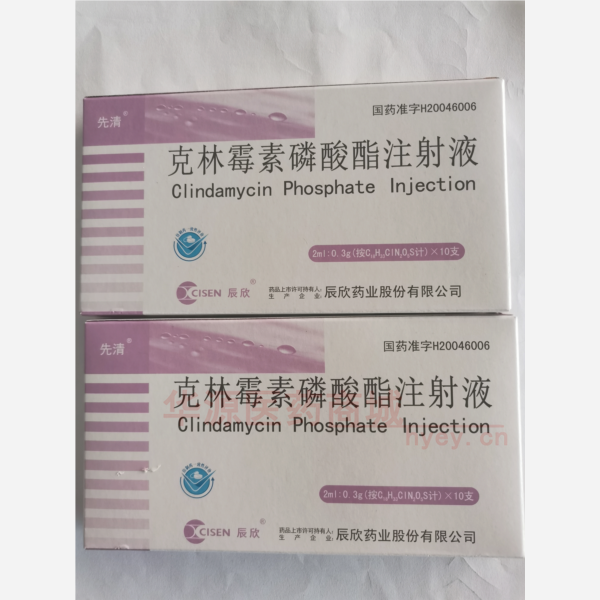 先清®
国药准字H20046006
克林霉素磷酸酯注射液
Clindamycin Phosphate Injection
2ml:0.3g(按C₁₈H₃₃ClN₂O₅S计)×10支
CISEN 辰欣®
药品上市许可持有人:
生产企业:
辰欣药业股份有限公司
先清®
国药准字H20046006
克林霉素磷酸酯注射液
华源医药商城
Clindamycin Phosphate Injection
hyey.cn
2ml:0.3g(按C₁₈H₃₃ClN₂O₅S计)×10支
CISEN 辰欣®
药品上市许可持有人:
生产企业:
辰欣药业股份有限公司